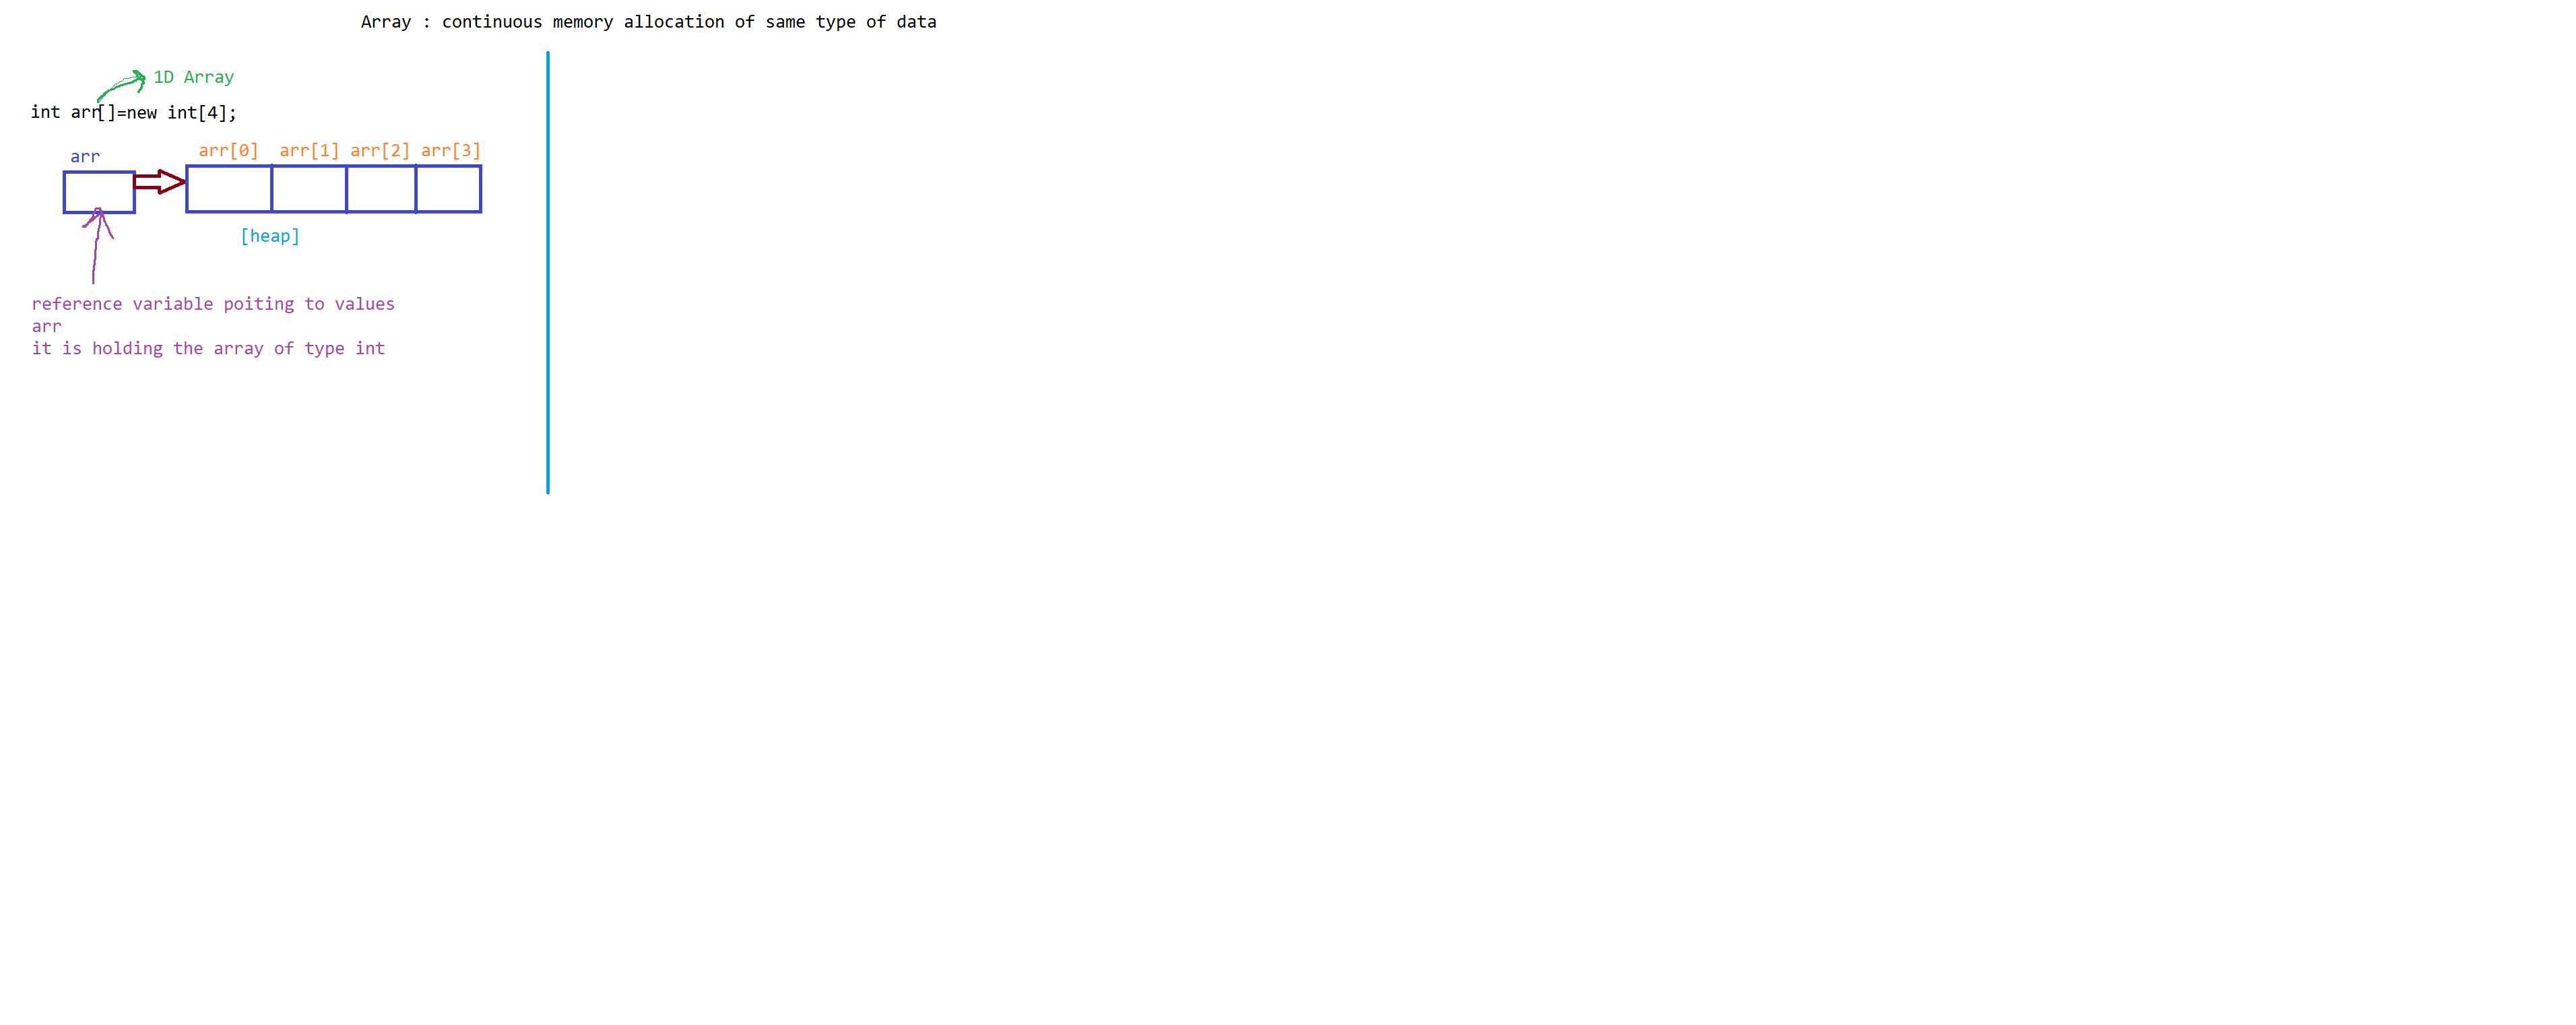 Array : continuous memory allocation of same type of data
1D Array
int arr[]=new int[4];
arr
arr[0] arr[1] arr[2] arr[3]
[heap]
reference variable poiting to values
arr
it is holding the array of type int